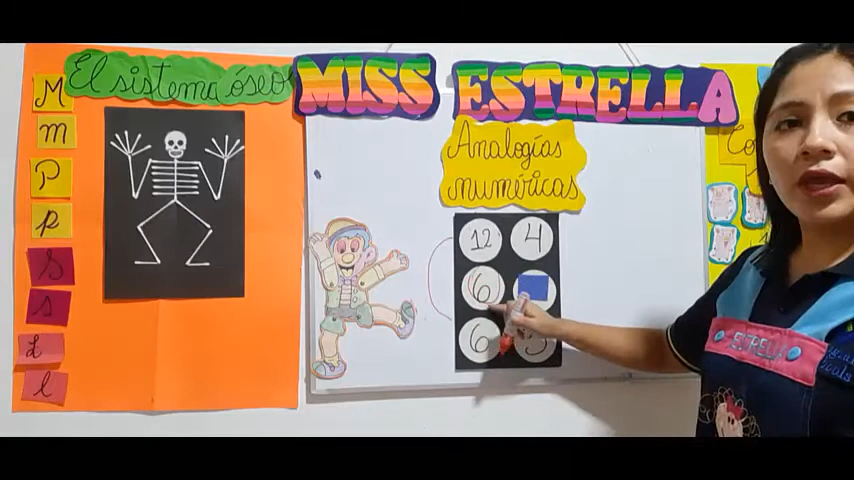 El sistema óseo
M
m
P
p
S
s
L
l
MISS ESTRELLA
Analogías
numéricas
12 4
6
6
ESTRELLA